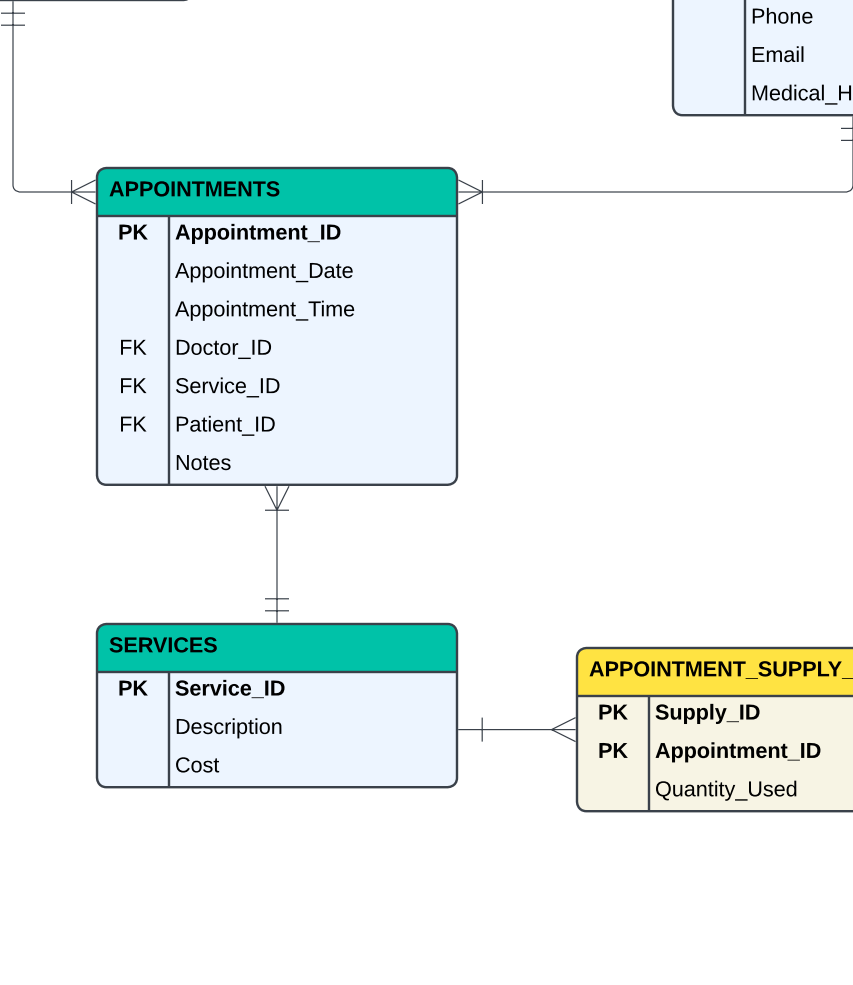 Phone
Email
Medical_H
APPOINTMENTS
PK Appointment_ID
Appointment_Date
Appointment_Time
FK Doctor_ID
FK Service_ID
FK Patient_ID
Notes
SERVICES
PK Service_ID
Description
Cost
APPOINTMENT_SUPPLY_
PK Supply_ID
PK Appointment_ID
Quantity_Used